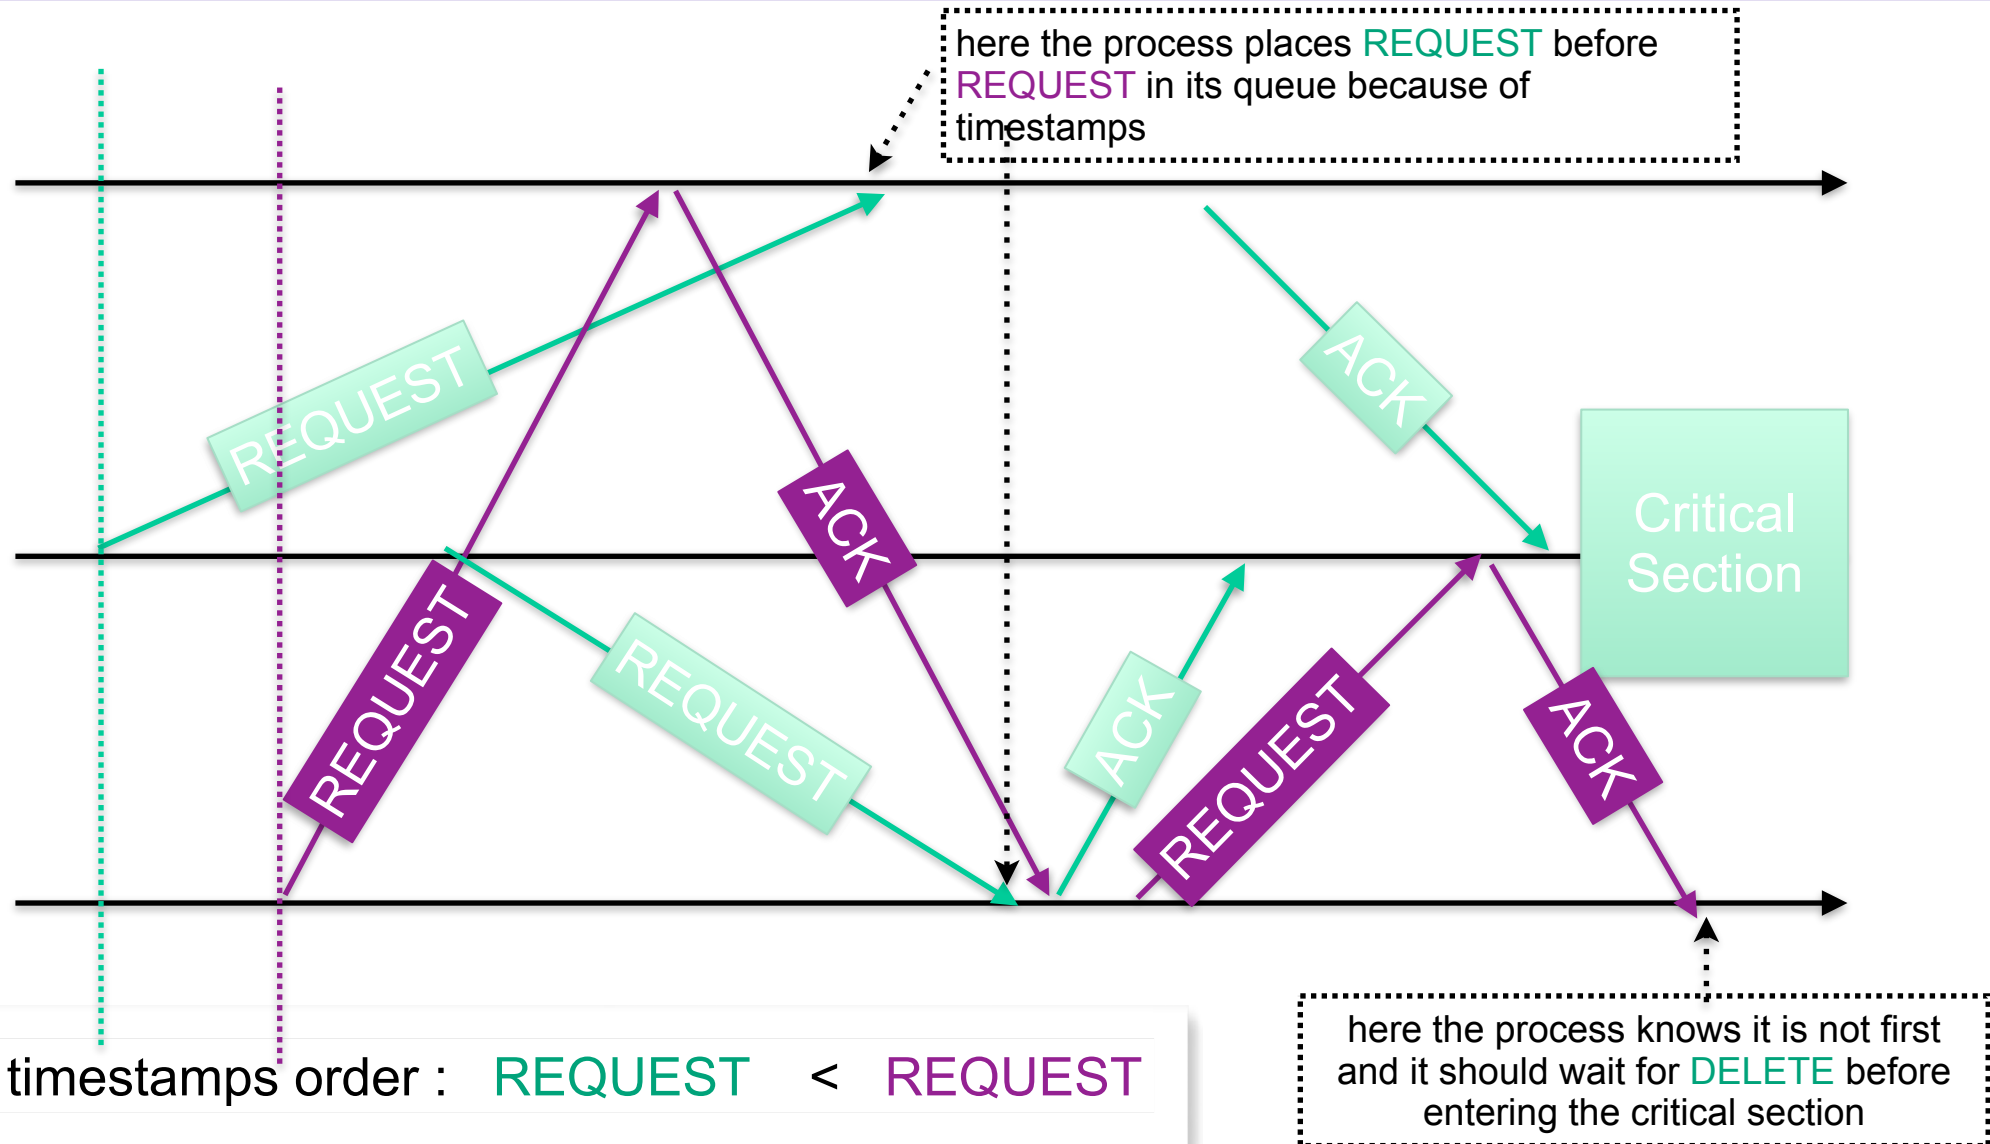 here the process places REQUEST before
REQUEST in its queue because of
timestamps
REQUEST
ACK
ACK
Critical
Section
REQUEST
REQUEST
ACK
REQUEST
ACK
timestamps order : REQUEST < REQUEST
here the process knows it is not first
and it should wait for DELETE before
entering the critical section